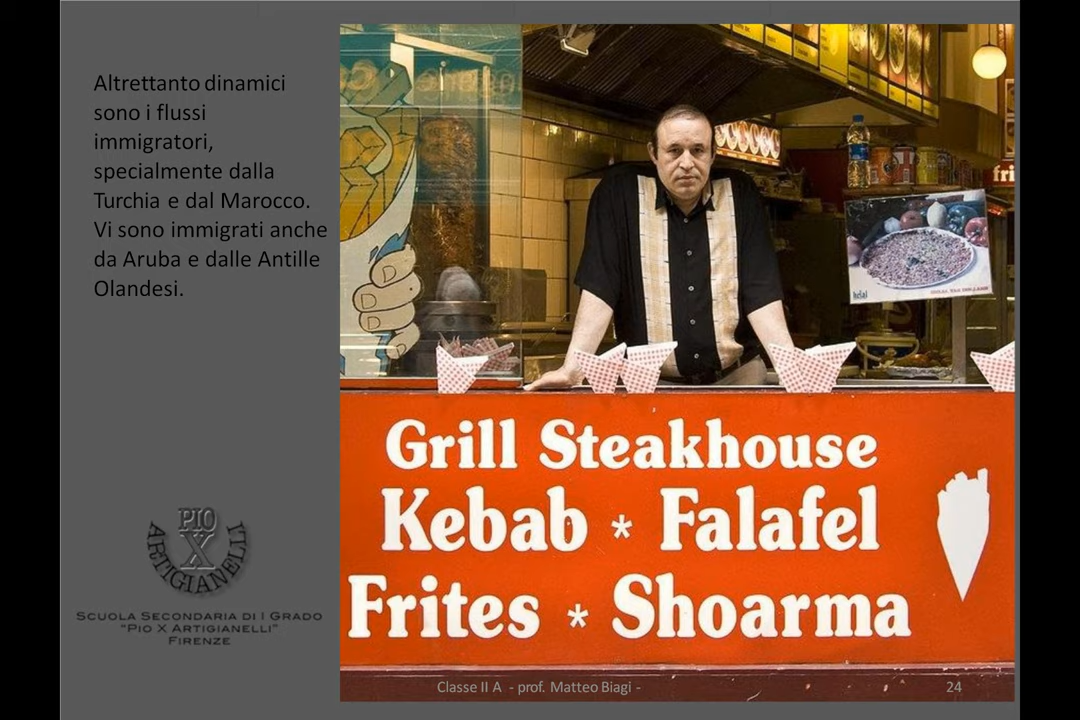 Altrettanto dinamici
sono i flussi
immigratori,
specialmente dalla
Turchia e dal Marocco.
Vi sono immigrati anche
da Aruba e dalle Antille
Olandesi.
PIO
X
ARTIGIANELLI
SCUOLA SECONDARIA DI I GRADO
"PIO X ARTIGIANELLI"
FIRENZE
helal
fri
Grill Steakhouse
Kebab * Falafel
Frites * Shoarma
Classe II A - prof. Matteo Biagi -
24